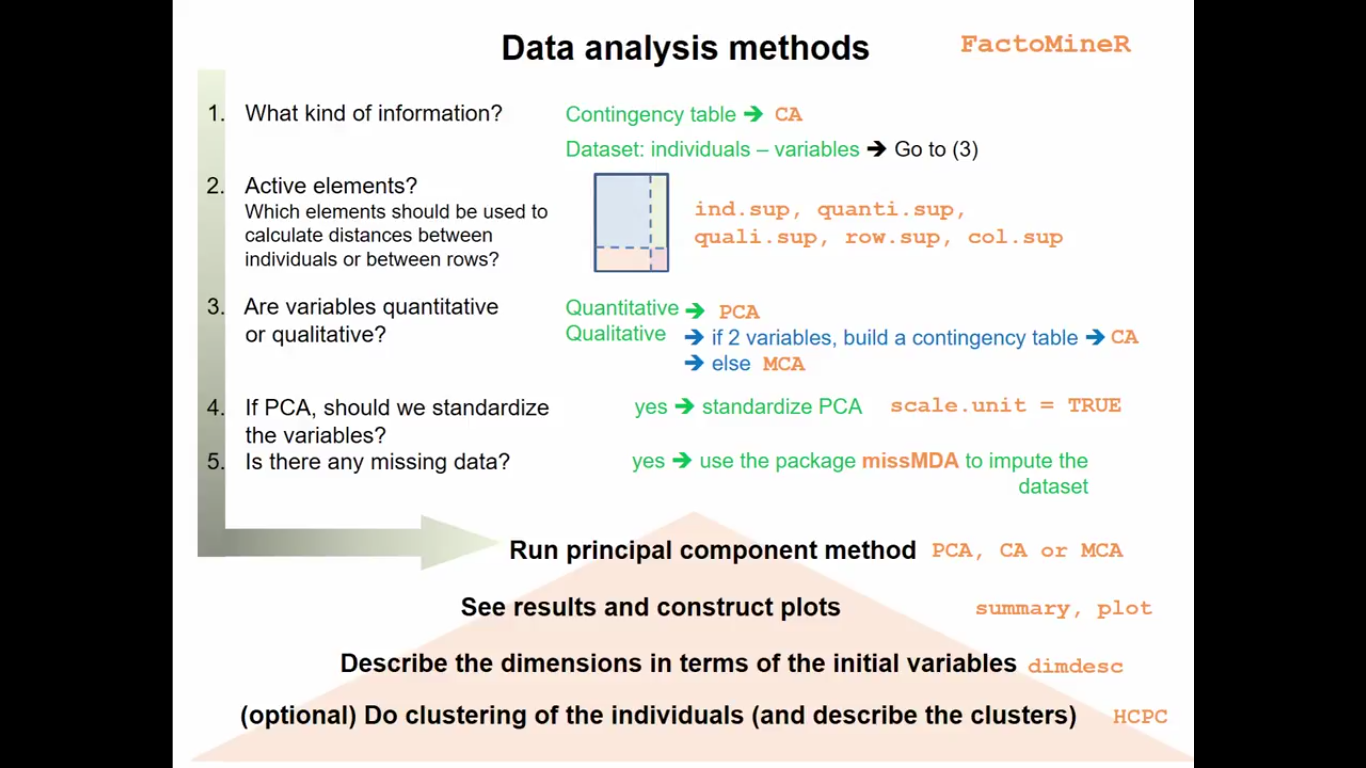 Data analysis methods FactoMineR
1. What kind of information? Contingency table ➔ CA
Dataset: individuals – variables ➔ Go to (3)
2. Active elements?
Which elements should be used to
calculate distances between
individuals or between rows?
ind.sup, quanti.sup,
quali.sup, row.sup, col.sup
3. Are variables quantitative
or qualitative?
Quantitative ➔ PCA
Qualitative ➔ if 2 variables, build a contingency table ➔ CA
➔ else MCA
4. If PCA, should we standardize
the variables?
yes ➔ standardize PCA scale.unit = TRUE
5. Is there any missing data? yes ➔ use the package missMDA to impute the
dataset
Run principal component method PCA, CA or MCA
See results and construct plots summary, plot
Describe the dimensions in terms of the initial variables dimdesc
(optional) Do clustering of the individuals (and describe the clusters) HCPC